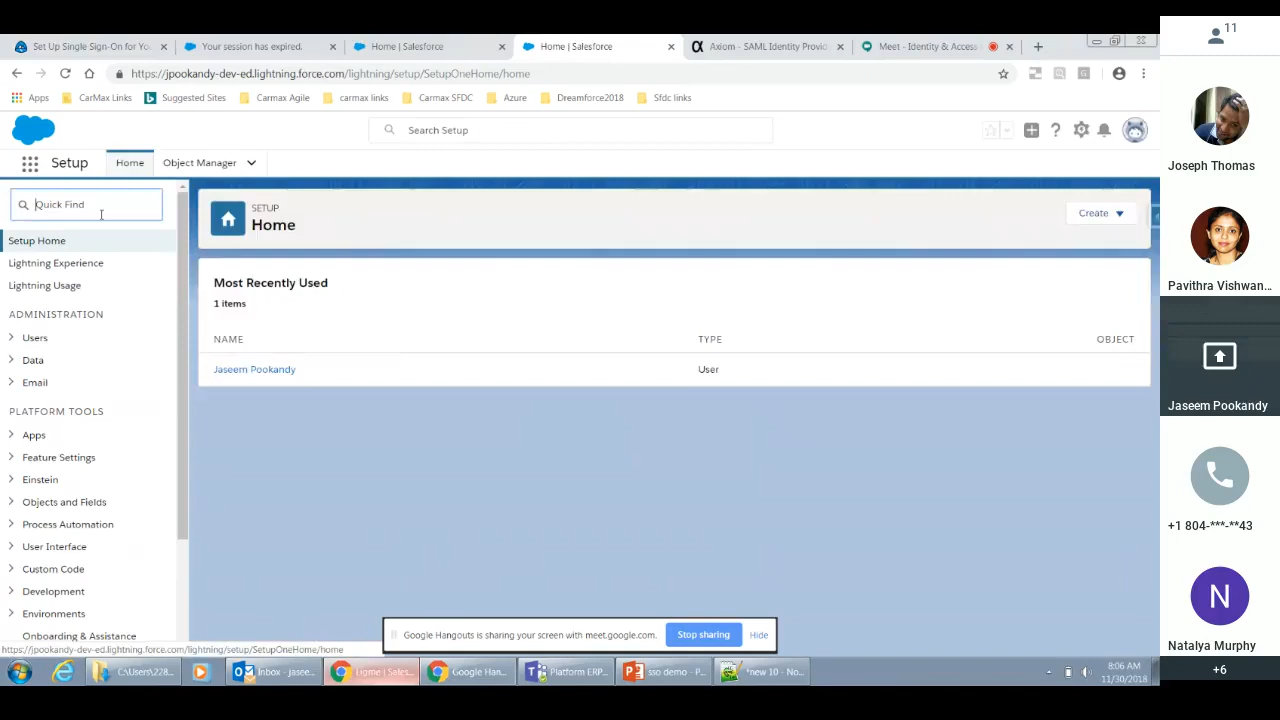 Set Up Single Sign-On for Yo
Your session has expired.
Home | Salesforce
Home | Salesforce
Axiom - SAML Identity Provid
Meet - Identity & Access
https://jpookandy-dev-ed.lightning.force.com/lightning/setup/SetupOneHome/home
Apps
CarMax Links
Suggested Sites
Carmax Agile
carmax links
Carmax SFDC
Azure
Dreamforce2018
Sfdc links
Search Setup
Setup
Home
Object Manager
Quick Find
Setup Home
Lightning Experience
Lightning Usage
ADMINISTRATION
Users
Data
Email
PLATFORM TOOLS
Apps
Feature Settings
Einstein
Objects and Fields
Process Automation
User Interface
Custom Code
Development
Environments
Onboarding & Assistance
https://jpookandy-dev-ed.lightning.force.com/lightning/setup/SetupOneHome/home
SETUP
Home
Create
Most Recently Used
1 items
NAME TYPE OBJECT
Jaseem Pookandy User
Google Hangouts is sharing your screen with meet.google.com.
Stop sharing
Hide
C:\Users\228...
Inbox - jasee...
Home | Sales...
Google Han...
Platform ERP...
sso demo - P...
*new 10 - No...
8:06 AM
11/30/2018
11
Joseph Thomas
Pavithra Vishwan...
Jaseem Pookandy
+1 804-***-**43
N
Natalya Murphy
+6